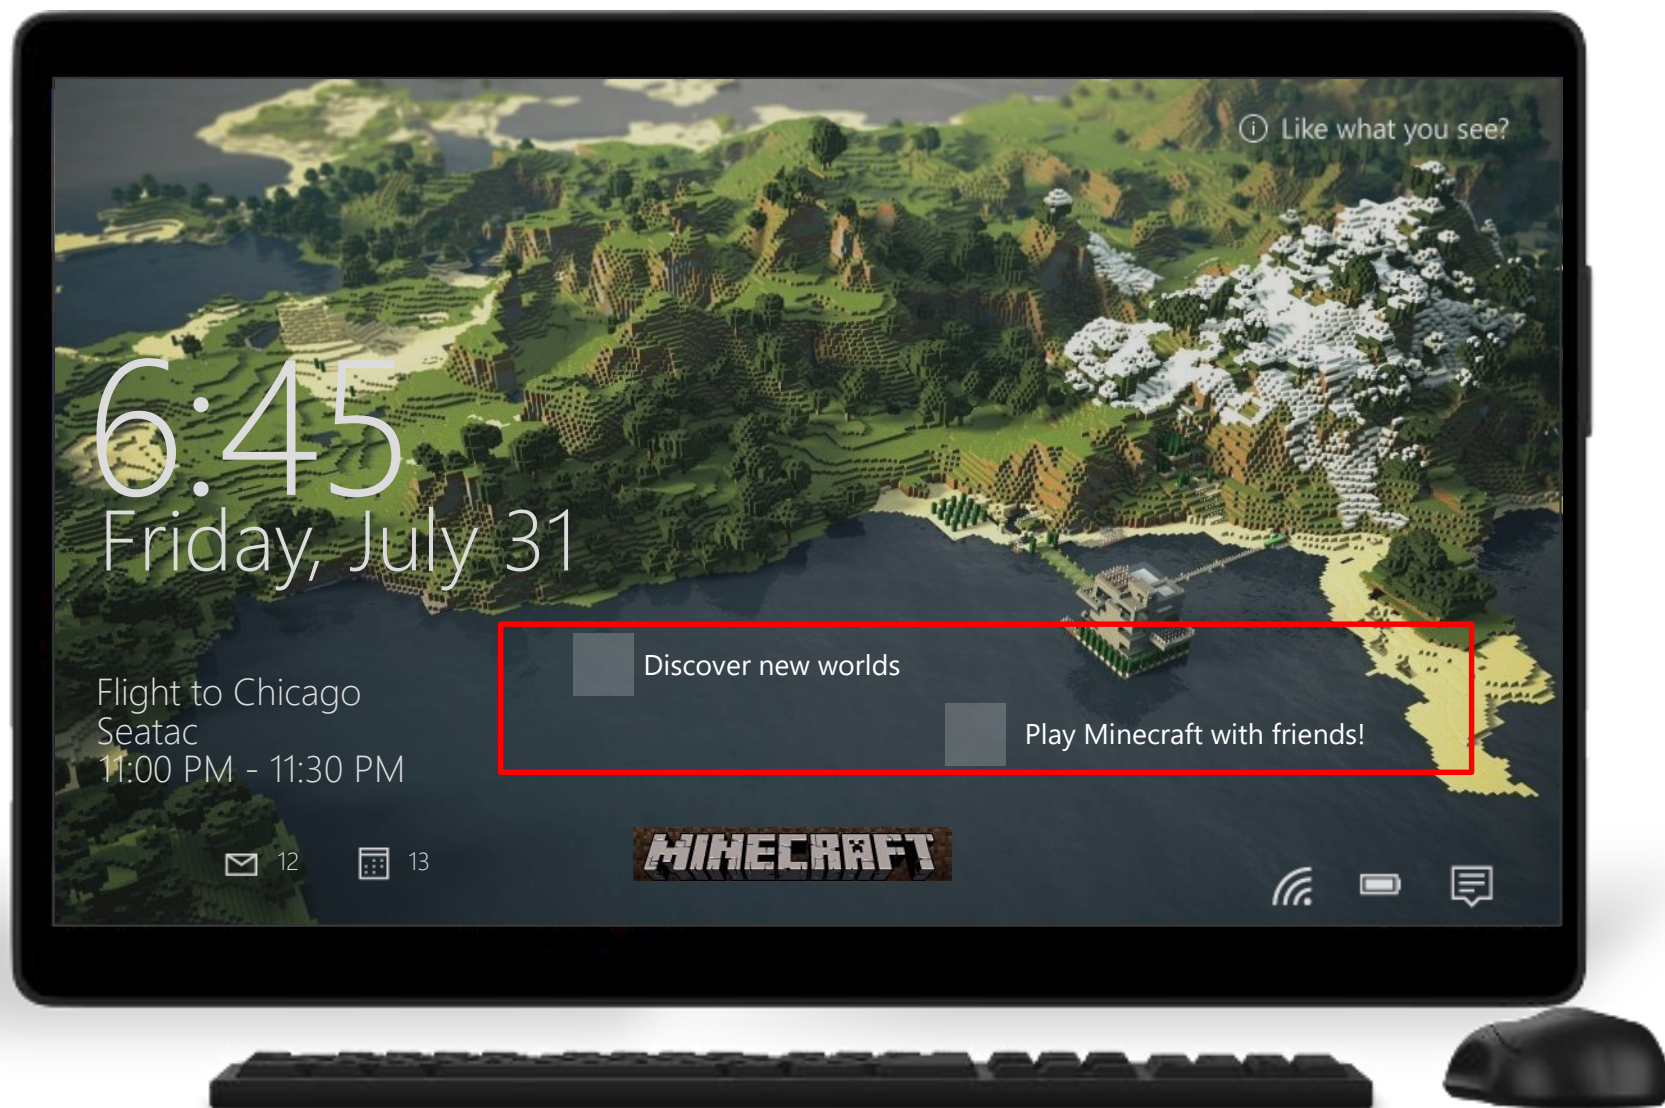 Like what you see?
6:45
Friday, July 31
Discover new worlds
Play Minecraft with friends!
Flight to Chicago
Seatac
11:00 PM - 11:30 PM
12
13
MINECRAFT